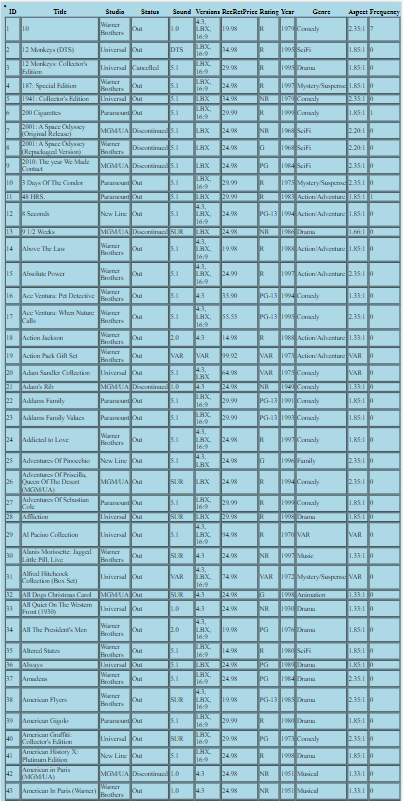 ID Title Studio Status Sound Versions RecRetPrice Rating Year Genre Aspect Frequency
1 10 Warner Brothers Out 1.0 4.3, LBX, 16:9 19.98 R 1979 Comedy 2.35:1 7
2 12 Monkeys (DTS) Universal Out DTS LBX 34.98 R 1995 SciFi 1.85:1 0
3 12 Monkeys: Collector's Edition Universal Cancelled 5.1 LBX, 16:9 29.98 R 1995 Drama 1.85:1 0
4 187: Special Edition Warner Brothers Out 5.1 4.3, LBX, 16:9 24.98 R 1997 Mystery/Suspense 1.85:1 0
5 1941: Collector's Edition Universal Out 5.1 LBX 34.98 NR 1979 Comedy 2.35:1 0
6 200 Cigarettes Paramount Out 5.1 LBX, 16:9 29.99 R 1999 Comedy 1.85:1 1
7 2001: A Space Odyssey (Original Release) MGM/UA Discontinued 5.1 LBX 24.98 NR 1968 SciFi 2.20:1 0
8 2001: A Space Odyssey (Repackaged Version) MGM/UA Discontinued 5.1 LBX 24.98 G 1968 SciFi 2.20:1 0
9 2010: The year We Made Contact MGM/UA Discontinued 5.1 LBX, 16:9 24.98 PG 1984 SciFi 2.35:1 0
10 3 Days Of The Condor Paramount Out 5.1 LBX, 16:9 29.99 R 1975 Mystery/Suspense 2.35:1 0
11 48 HRS. Paramount Out 5.1 LBX, 16:9 29.99 R 1983 Action/Adventure 1.85:1 1
12 8 Seconds New Line Out 5.1 4.3, LBX, 16:9 24.98 PG-13 1994 Action/Adventure 1.85:1 0
13 9 1/2 Weeks MGM/UA Discontinued SUR LBX 24.98 NR 1986 Drama 1.66:1 0
14 Above The Law Warner Brothers Out 5.1 4.3, LBX, 16:9 19.98 R 1988 Action/Adventure 1.85:1 0
15 Absolute Power Warner Brothers Out 5.1 4.3, LBX, 16:9 24.99 R 1997 Action/Adventure 2.35:1 0
16 Ace Ventura: Pet Detective Warner Brothers Out 5.1 4.3 35.90 PG-13 1994 Comedy 1.33:1 0
17 Ace Ventura: When Nature Calls Warner Brothers Out 5.1 4.3, LBX, 16:9 55.55 PG-13 1995 Comedy 2.35:1 0
18 Action Jackson Warner Brothers Out 2.0 4.3 14.98 R 1988 Action/Adventure 1.33:1 0
19 Action Pack Gift Set Warner Brothers Out VAR VAR 99.92 VAR 1973 Action/Adventure VAR 0
20 Adam Sandler Collection Universal Out 5.1 4.3, LBX 64.98 VAR 1975 Comedy VAR 0
21 Adam's Rib MGM/UA Discontinued 1.0 4.3 24.98 NR 1949 Comedy 1.33:1 0
22 Addams Family Paramount Out 5.1 LBX, 16:9 29.99 PG-13 1991 Comedy 1.85:1 0
23 Addams Family Values Paramount Out 5.1 LBX, 16:9 29.99 PG-13 1993 Comedy 1.85:1 0
24 Addicted to Love Warner Brothers Out 5.1 4.3, LBX, 16:9 24.98 R 1997 Comedy 1.85:1 0
25 Adventures Of Pinocchio New Line Out 5.1 4.3, LBX 24.98 G 1996 Family 2.35:1 0
26 Adventures Of Priscilla, Queen Of The Desert (MGM/UA) MGM/UA Out SUR LBX 24.98 R 1994 Comedy 2.35:1 0
27 Adventures Of Sebastian Cole Paramount Out 5.1 LBX, 16:9 29.99 R 1999 Comedy 1.85:1 0
28 Affliction Universal Out SUR LBX 29.98 R 1998 Drama 1.85:1 0
29 Al Pacino Collection Universal Out 5.1 LBX, 16:9 94.98 R 1970 VAR VAR 0
30 Alanis Morissette: Jagged Little Pill, Live Warner Brothers Out SUR 4.3 24.98 NR 1997 Music 1.33:1 0
31 Alfred Hitchcock Collection (Box Set) Universal Out VAR 4.3, LBX, 16:9 74.98 VAR 1972 Mystery/Suspense VAR 0
32 All Dogs Christmas Carol MGM/UA Out SUR 4.3 24.98 G 1998 Animation 1.33:1 0
33 All Quiet On The Western Front (1930) Universal Out 1.0 4.3 24.98 NR 1930 Drama 1.33:1 0
34 All The President's Men Warner Brothers Out 2.0 4.3, LBX, 16:9 19.98 PG 1976 Drama 1.85:1 0
35 Altered States Warner Brothers Out 5.1 LBX, 16:9 14.98 R 1980 SciFi 1.85:1 0
36 Always Universal Out 5.1 LBX 24.98 PG 1989 Drama 1.85:1 0
37 Amadeus Warner Brothers Out 5.1 LBX, 16:9 24.98 PG 1984 Drama 2.35:1 0
38 American Flyers Warner Brothers Out SUR 4.3, LBX, 16:9 19.98 PG-13 1985 Drama 2.35:1 0
39 American Gigolo Paramount Out 5.1 LBX, 16:9 29.99 R 1980 Drama 1.85:1 0
40 American Graffiti: Collector's Edition Universal Out SUR LBX 29.98 PG 1973 Comedy 2.35:1 0
41 American History X: Platinum Edition New Line Out 5.1 LBX, 16:9 24.98 R 1998 Drama 1.85:1 0
42 American in Paris (MGM/UA) MGM/UA Discontinued 1.0 4.3 24.98 NR 1951 Musical 1.33:1 0
43 American In Paris (Warner) Warner Brothers Out 1.0 4.3 24.98 NR 1951 Musical 1.33:1 0